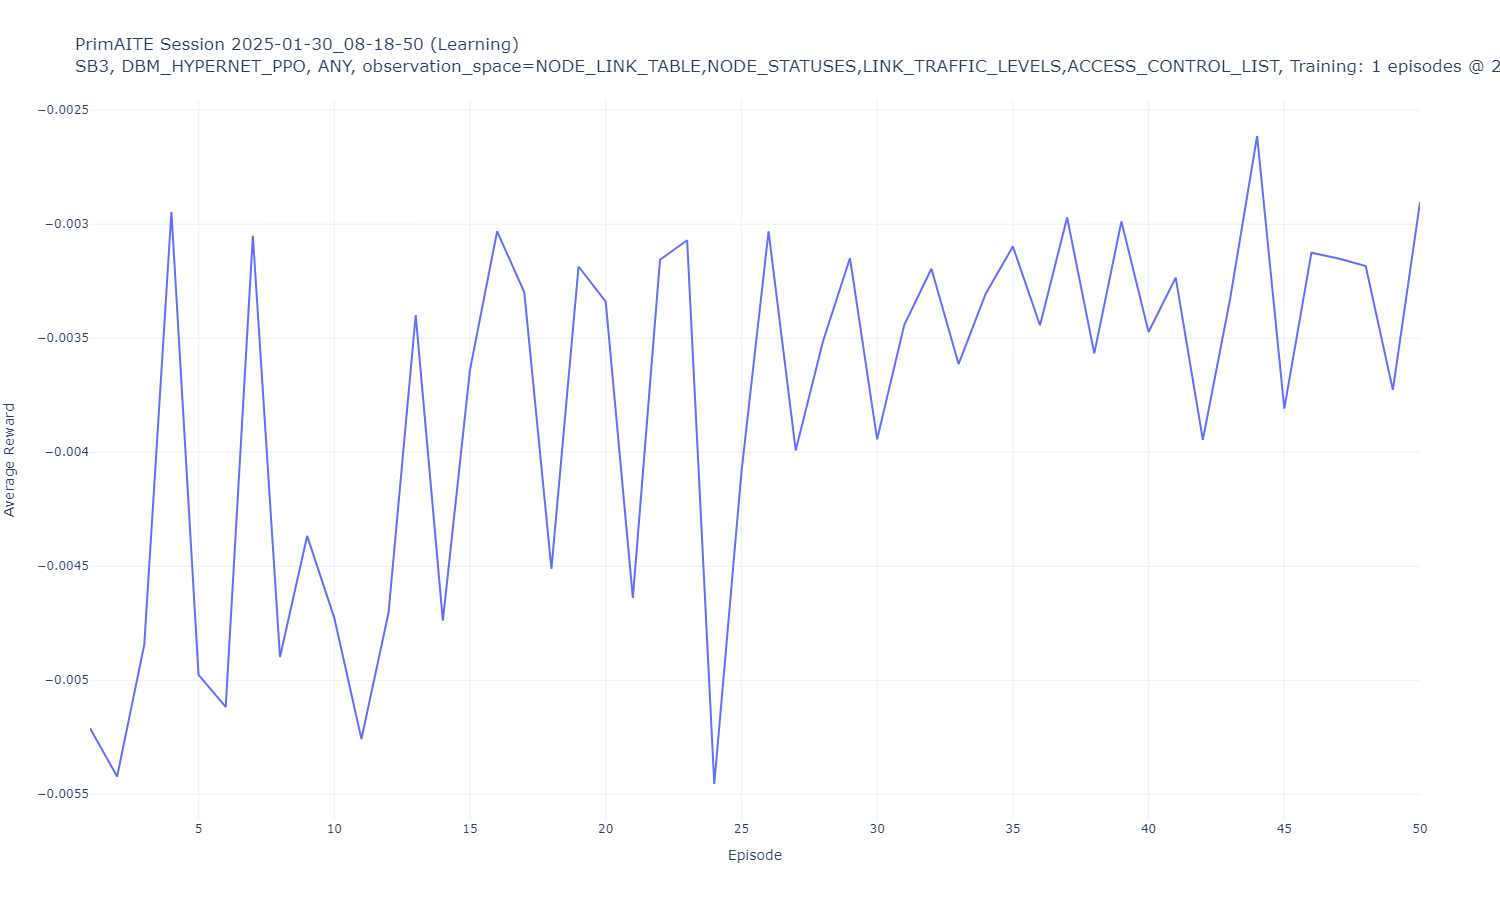 PrimAITE Session 2025-01-30_08-18-50 (Learning)
SB3, DBM_HYPERNET_PPO, ANY, observation_space=NODE_LINK_TABLE,NODE_STATUSES,LINK_TRAFFIC_LEVELS,ACCESS_CONTROL_LIST, Training: 1 episodes @ 2
−0.0025
−0.003
−0.0035
−0.004
−0.0045
−0.005
−0.0055
Average Reward
5 10 15 20 25 30 35 40 45 50
Episode